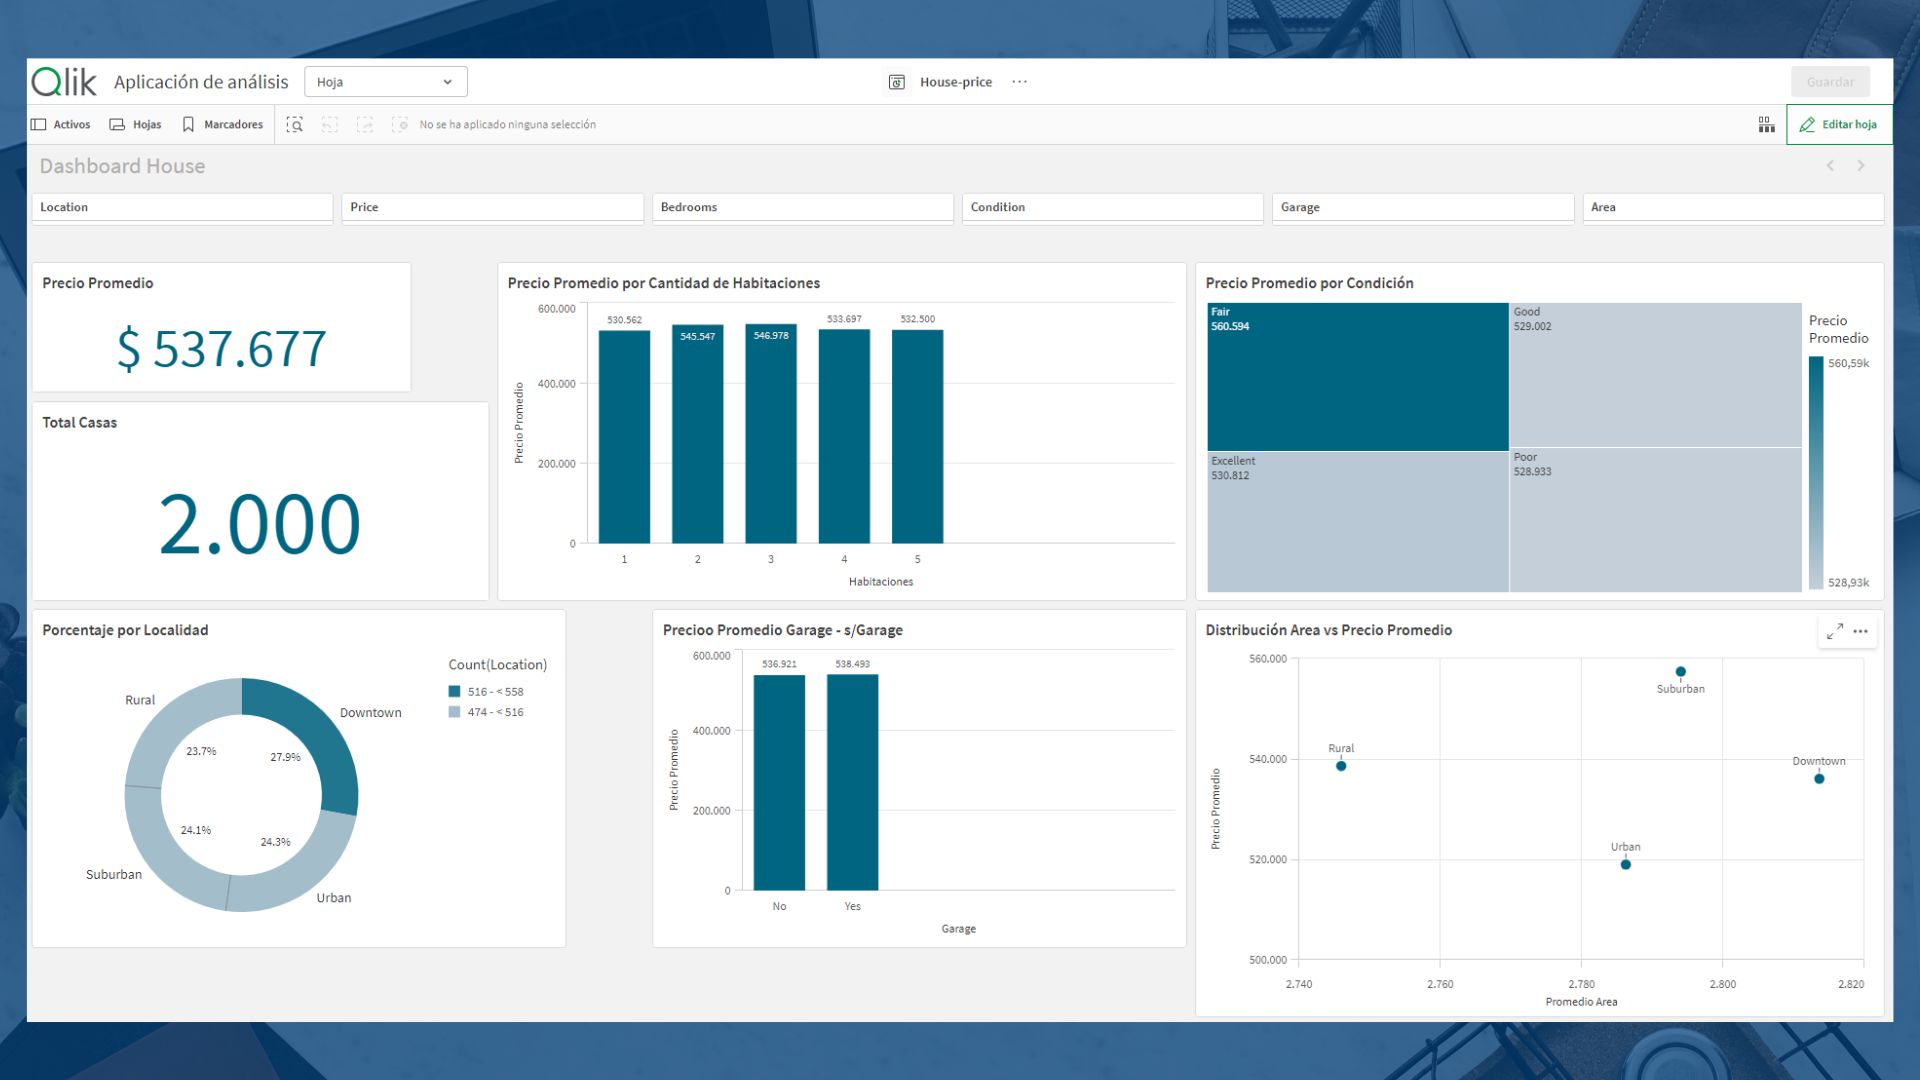 Qlik Aplicación de análisis Hoja House-price ... Guardar
Activos Hojas Marcadores No se ha aplicado ninguna selección Editar hoja
Dashboard House
Location Price Bedrooms Condition Garage Area
Precio Promedio
$ 537.677
Total Casas
2.000
Precio Promedio por Cantidad de Habitaciones
Precio Promedio
600.000
400.000
200.000
0
530.562 545.547 546.978 533.697 532.500
1 2 3 4 5
Habitaciones
Precio Promedio por Condición
Fair
560.594
Good
529.002
Excellent
530.812
Poor
528.933
Precio
Promedio
560,59k
528,93k
Porcentaje por Localidad
Count(Location)
516 - < 558
474 - < 516
Rural
Downtown
23.7%
27.9%
24.1%
24.3%
Suburban
Urban
Precioo Promedio Garage - s/Garage
Precio Promedio
600.000
400.000
200.000
0
536.921 538.493
No Yes
Garage
Distribución Area vs Precio Promedio
Precio Promedio
560.000
540.000
520.000
500.000
Suburban
Rural
Downtown
Urban
2.740 2.760 2.780 2.800 2.820
Promedio Area